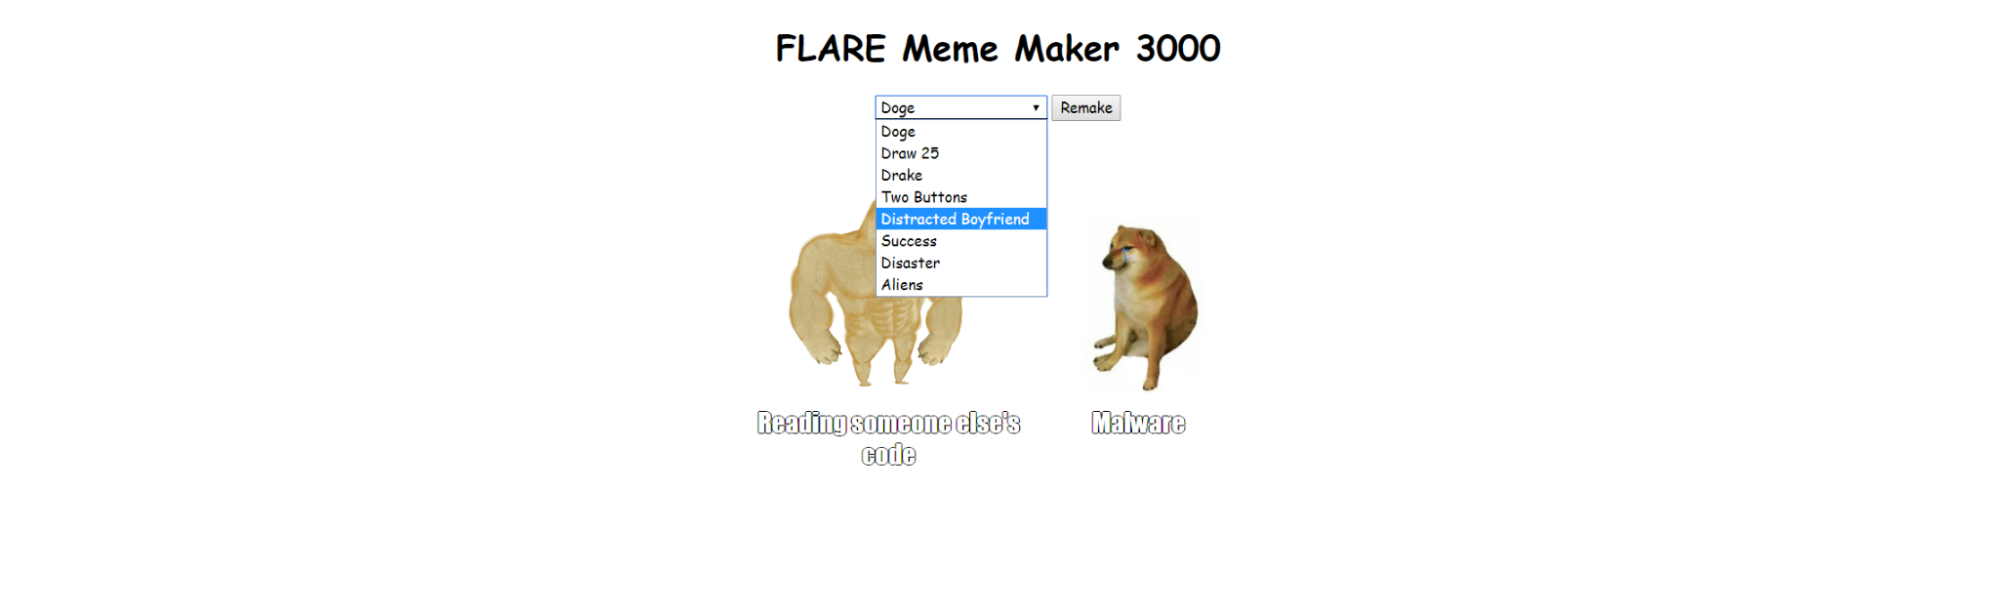 FLARE Meme Maker 3000
Doge
Remake
Doge
Draw 25
Drake
Two Buttons
Distracted Boyfriend
Success
Disaster
Aliens
Reading someone else's
code
Malware